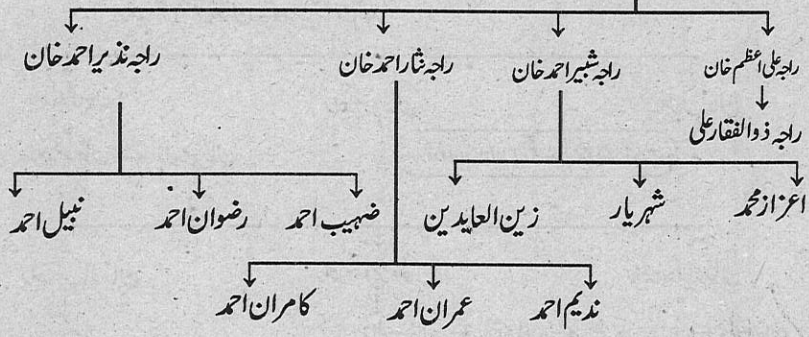 راجہ علی اعظم خان
راجہ شبیر احمد خان
راجہ نثار احمد خان
راجہ نذیر احمد خان
راجہ ذوالفقار علی
اعزاز محمد
شہریار
زین العابدین
ضہیب احمد
رضوان احمد
نبیل احمد
ندیم احمد
عمران احمد
کامران احمد